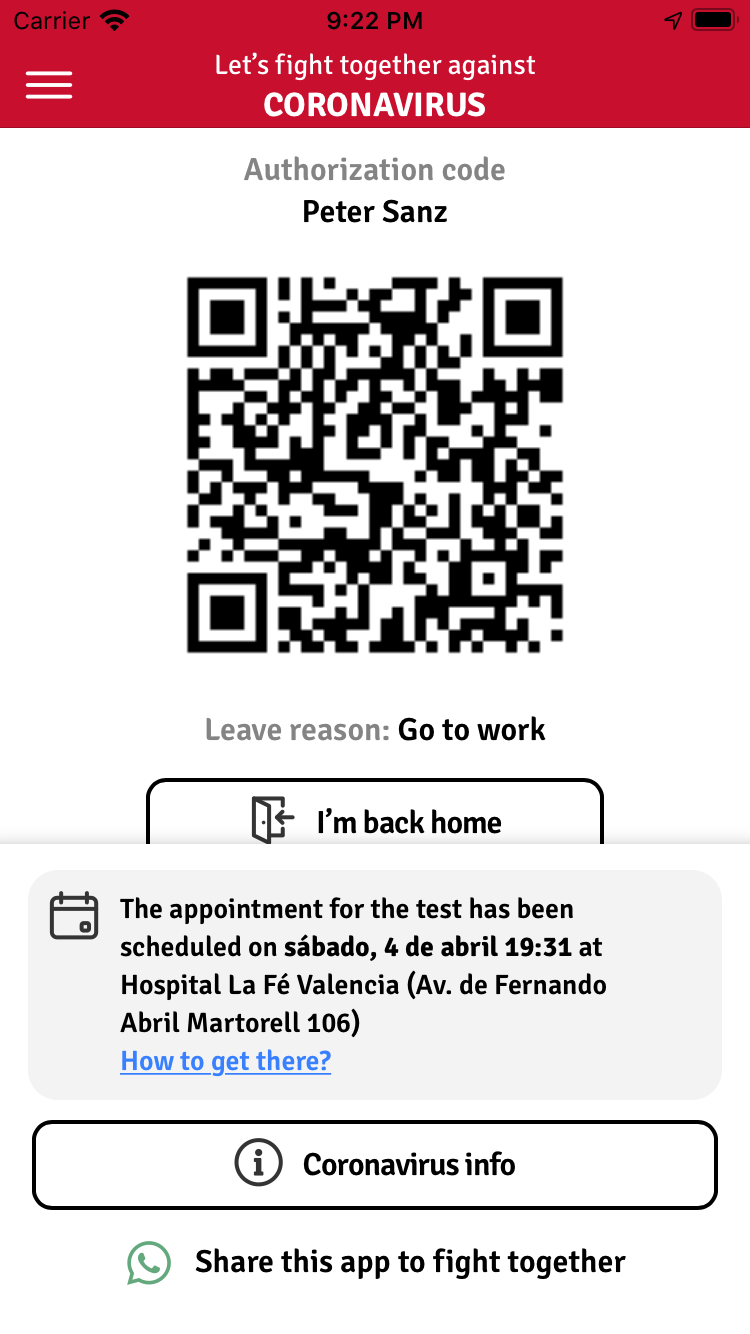 Carrier 9:22 PM
Let's fight together against
CORONAVIRUS
Authorization code
Peter Sanz
Leave reason: Go to work
I'm back home
The appointment for the test has been
scheduled on sábado, 4 de abril 19:31 at
Hospital La Fé Valencia (Av. de Fernando
Abril Martorell 106)
How to get there?
Coronavirus info
Share this app to fight together